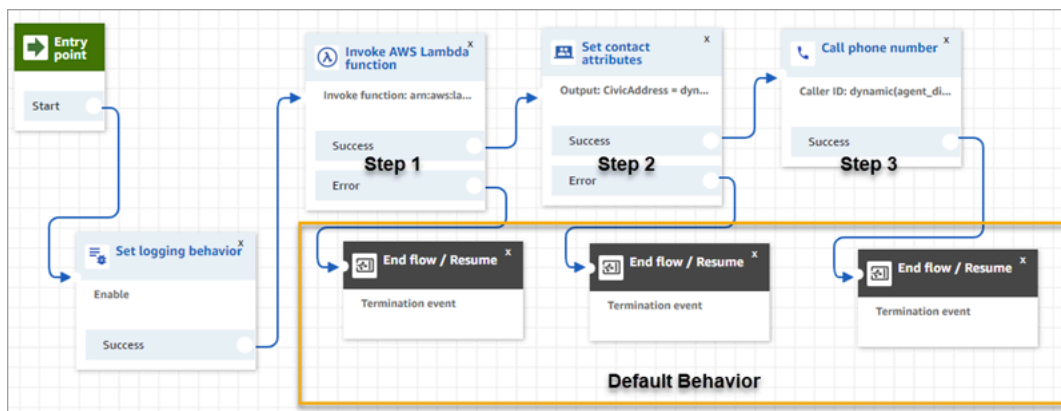 Entry
point
x
Start
Invoke AWS Lambda
function
x
Invoke function: arn:aws:la...
Success
Step 1
Error
Set contact
attributes
x
Output: CivicAddress = dyn...
Success
Step 2
Error
Call phone number
x
Caller ID: dynamic(agent_di...
Success
Step 3
Set logging behavior
x
Enable
Success
End flow / Resume
x
Termination event
End flow / Resume
x
Termination event
End flow / Resume
x
Termination event
Default Behavior